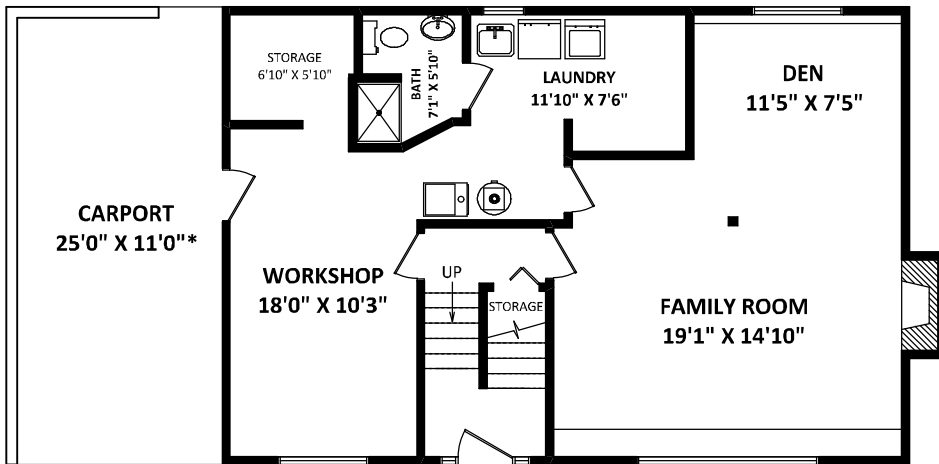 STORAGE
6'10" X 5'10"
BATH
7'1" X 5'10"
LAUNDRY
11'10" X 7'6"
DEN
11'5" X 7'5"
CARPORT
25'0" X 11'0"*
WORKSHOP
18'0" X 10'3"
UP
STORAGE
FAMILY ROOM
19'1" X 14'10"